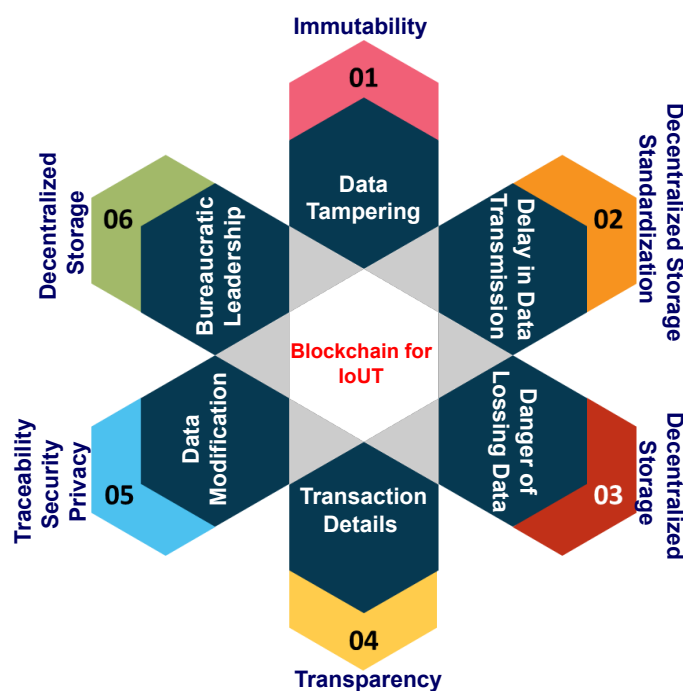 Immutability
01
Data
Tampering
Decentralized Storage
Standardization
02
Delay in Data
Transmission
Decentralized
Storage
03
Danger of
Lossing Data
Transaction
Details
04
Transparency
Traceability
Security
Privacy
05
Data
Modification
Decentralized
Storage
06
Bureaucratic
Leadership
Blockchain for
IoUT